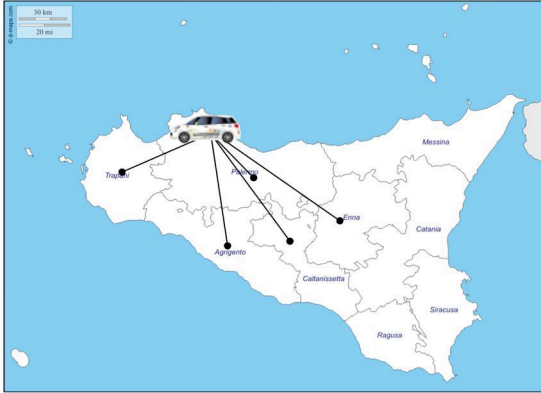 © d-maps.com
30 km
20 mi
Messina
Trapani
Palermo
Enna
Catania
Agrigento
Caltanissetta
Siracusa
Ragusa